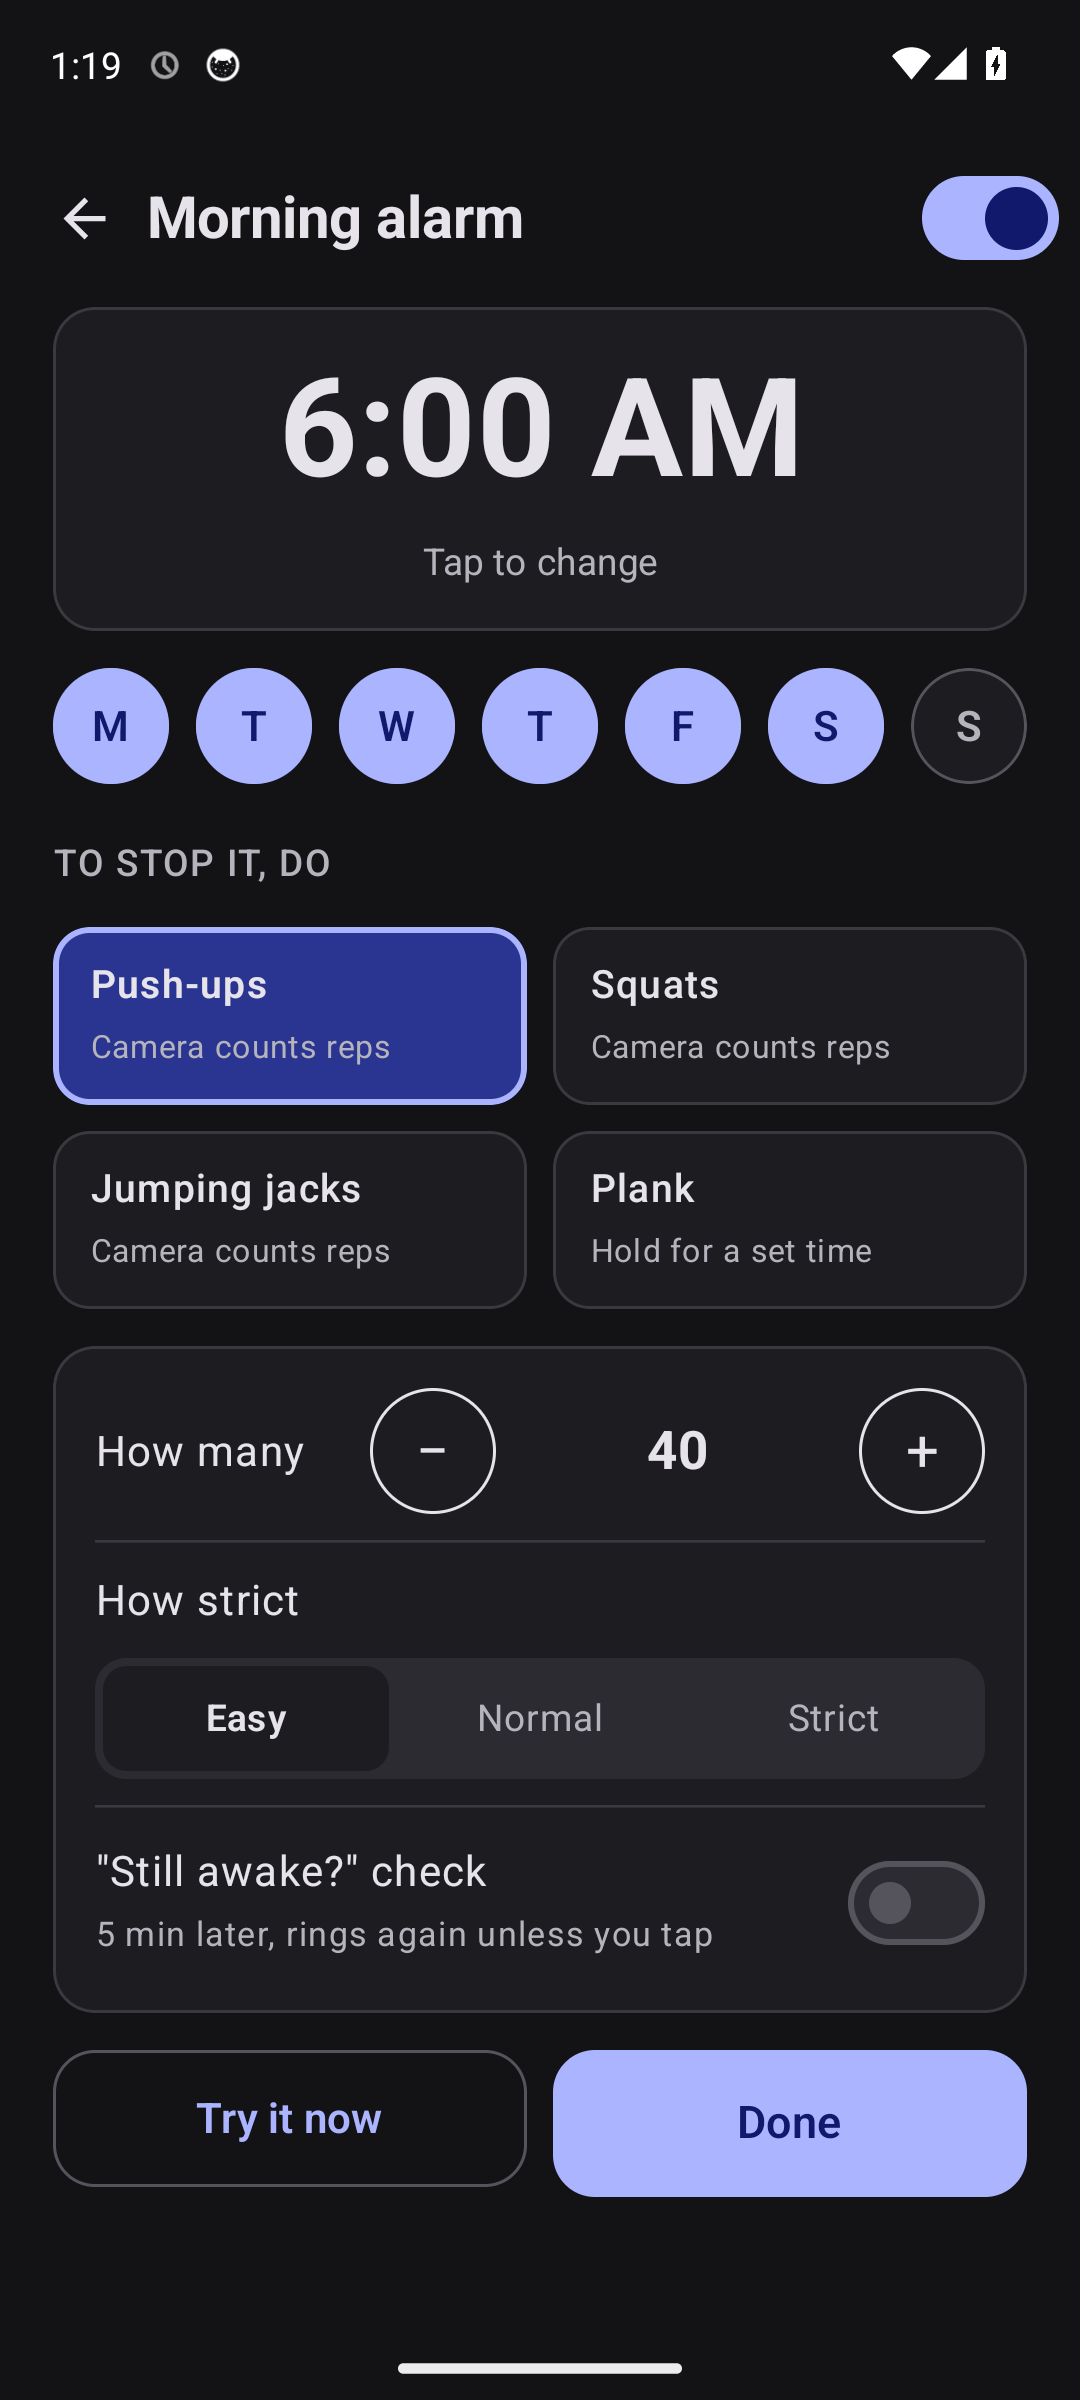 1:19
Morning alarm
6:00 AM
Tap to change
M T W T F S S
TO STOP IT, DO
Push-ups
Camera counts reps
Squats
Camera counts reps
Jumping jacks
Camera counts reps
Plank
Hold for a set time
How many − 40 +
How strict
Easy Normal Strict
"Still awake?" check
5 min later, rings again unless you tap
Try it now
Done